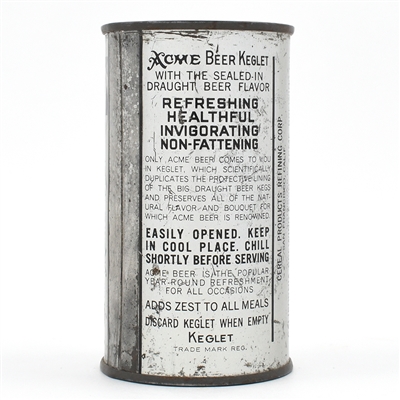 ACME BEER KEGLET
WITH THE SEALED-IN
DRAUGHT BEER FLAVOR
REFRESHING
HEALTHFUL
INVIGORATING
NON-FATTENING
ONLY ACME BEER COMES TO YOU
IN KEGLET, WHICH SCIENTIFICALLY
DUPLICATES THE PROTECTIVE LINING
OF THE BIG DRAUGHT BEER KEGS
AND PRESERVES ALL OF THE NAT-
URAL FLAVOR AND BOUQUET FOR
WHICH ACME BEER IS RENOWNED
EASILY OPENED. KEEP
IN COOL PLACE. CHILL
SHORTLY BEFORE SERVING
ACME BEER IS THE POPULAR
YEAR-ROUND REFRESHMENT
FOR ALL OCCASIONS
ADDS ZEST TO ALL MEALS
DISCARD KEGLET WHEN EMPTY
KEGLET
TRADE MARK REG.
CEREAL PRODUCTS REFINING CORP.